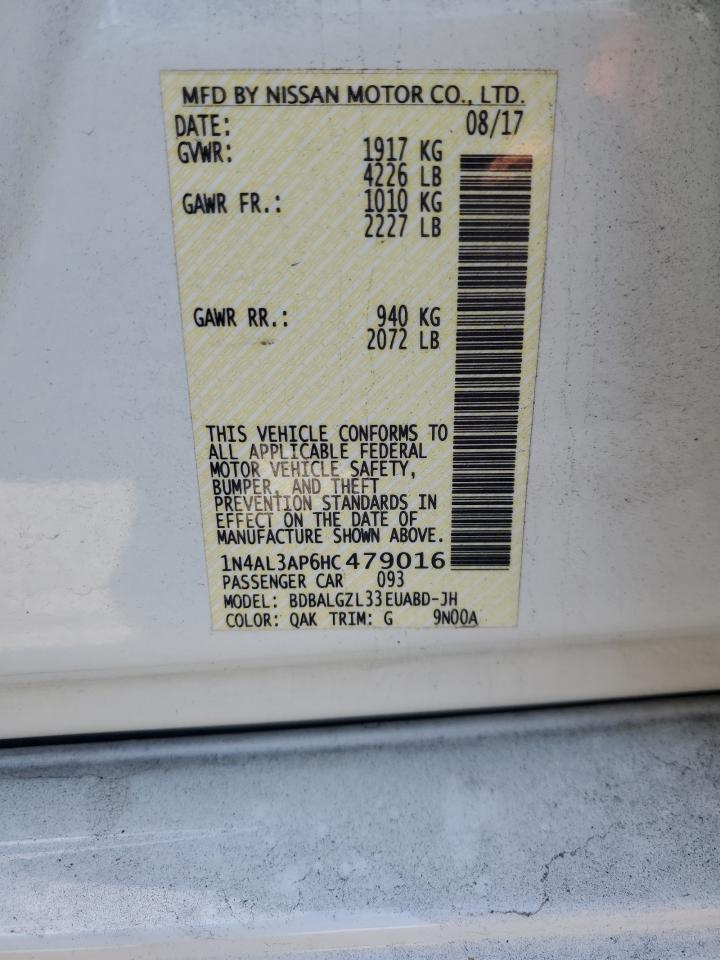 MFD BY NISSAN MOTOR CO., LTD.
DATE: 08/17
GVWR: 1917 KG
4226 LB
GAWR FR.: 1010 KG
2227 LB
GAWR RR.: 940 KG
2072 LB
THIS VEHICLE CONFORMS TO
ALL APPLICABLE FEDERAL
MOTOR VEHICLE SAFETY,
BUMPER, AND THEFT
PREVENTION STANDARDS IN
EFFECT ON THE DATE OF
MANUFACTURE SHOWN ABOVE.
1N4AL3AP6HC479016
PASSENGER CAR 093
MODEL: BDBALGZL33EUABD-JH
COLOR: QAK TRIM: G 9N00A